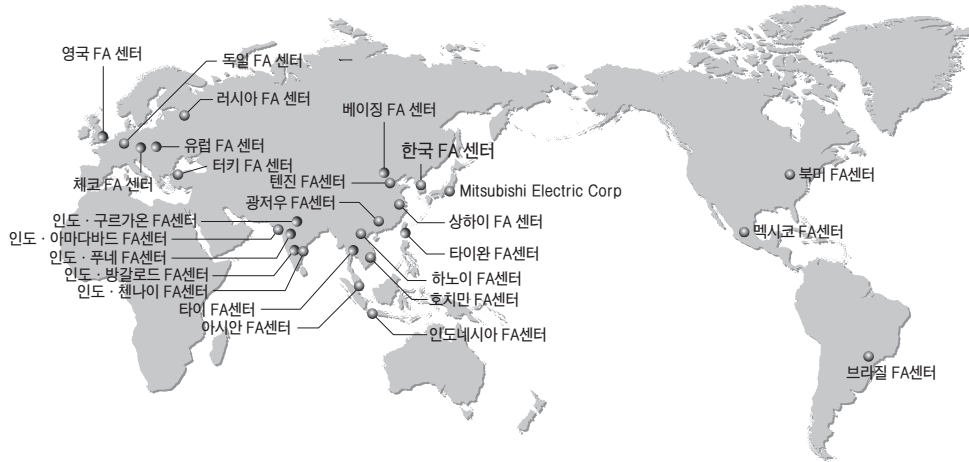 영국 FA 센터
독일 FA 센터
러시아 FA 센터
베이징 FA 센터
유럽 FA 센터
한국 FA 센터
터키 FA 센터
체코 FA 센터
텐진 FA센터
Mitsubishi Electric Corp
북미 FA센터
광저우 FA센터
상하이 FA 센터
인도 · 구르가온 FA센터
멕시코 FA센터
인도 · 아마다바드 FA센터
타이완 FA센터
인도 · 푸네 FA센터
인도 · 방갈로드 FA센터
하노이 FA센터
인도 · 첸나이 FA센터
호치만 FA센터
타이 FA센터
아시안 FA센터
인도네시아 FA센터
브라질 FA센터